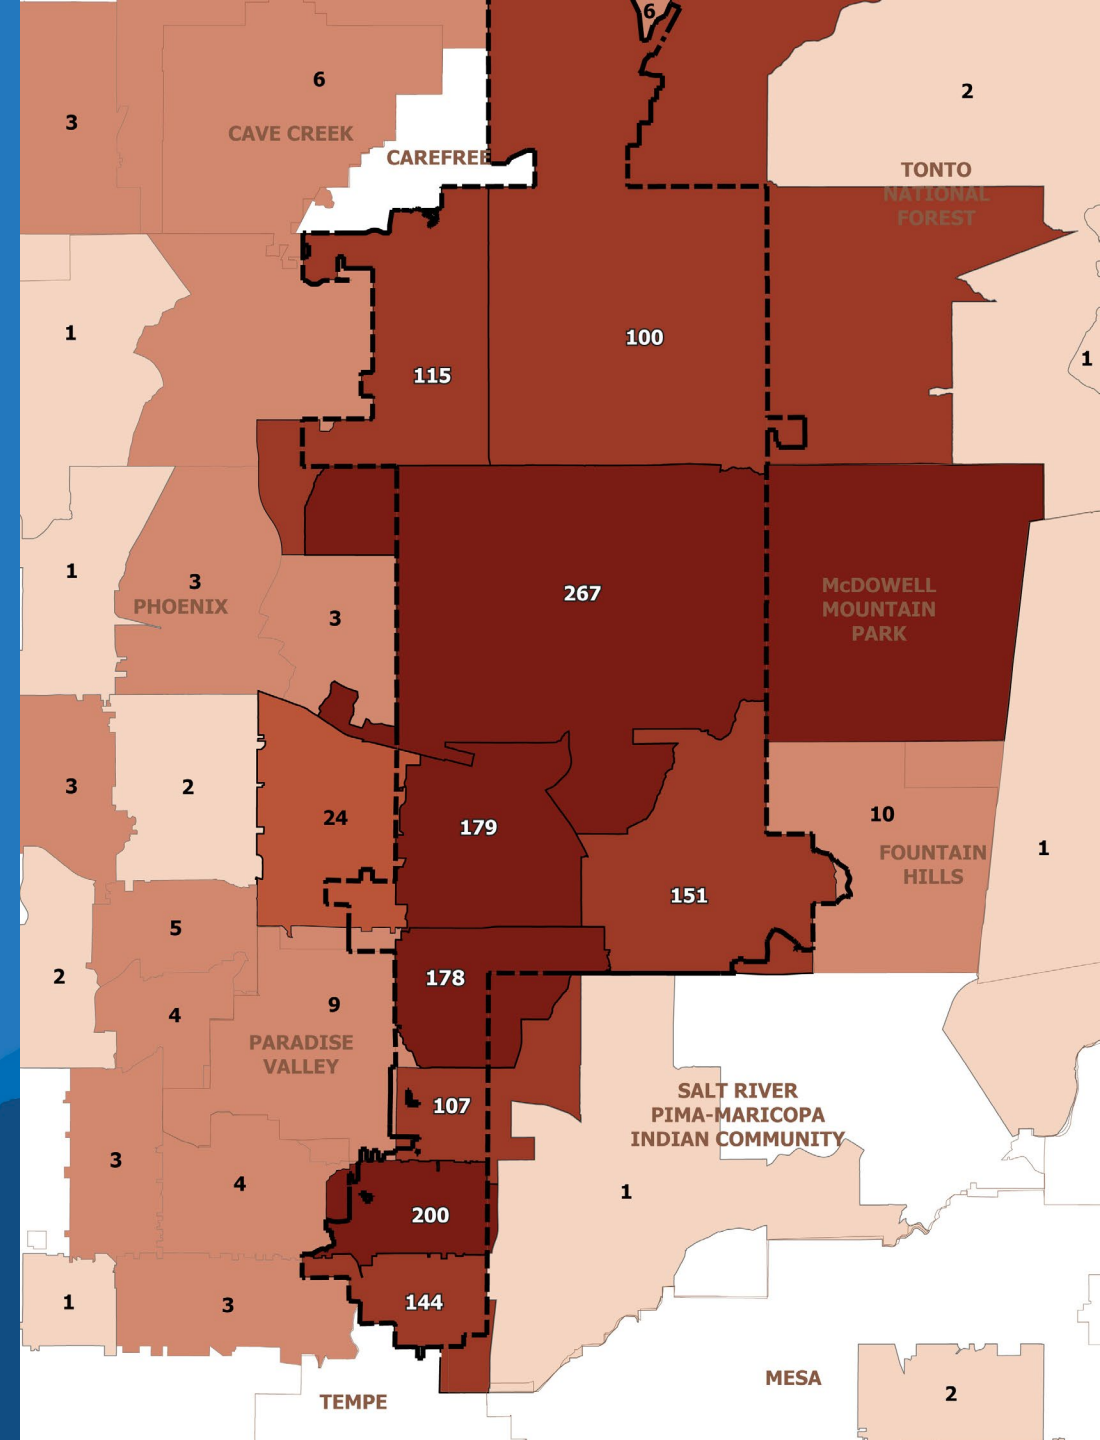 6
6
2
3
CAVE CREEK
CAREFREE
TONTO
NATIONAL
FOREST
1
100
1
115
1
3
PHOENIX
3
267
McDOWELL
MOUNTAIN
PARK
3
2
24
179
10
FOUNTAIN
HILLS
1
151
5
2
178
4
9
PARADISE
VALLEY
107
SALT RIVER
PIMA-MARICOPA
INDIAN COMMUNITY
3
4
1
200
1
3
144
TEMPE
MESA
2